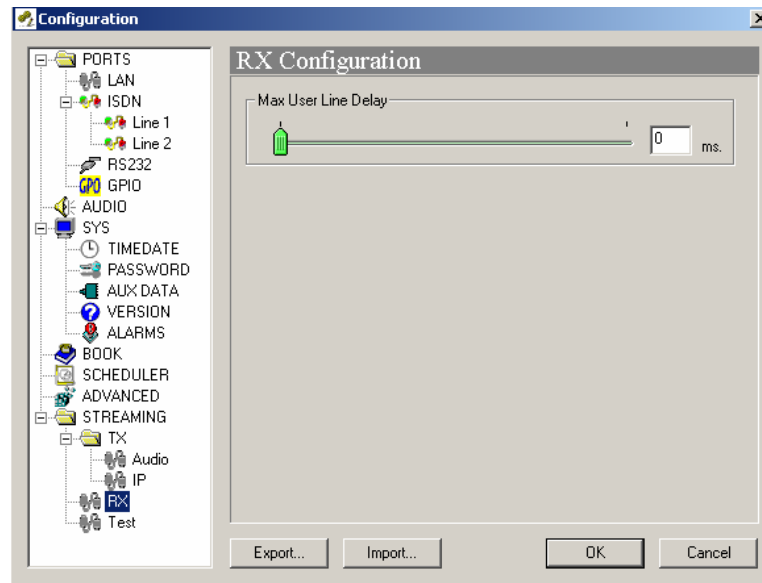 Configuration
PORTS
LAN
ISDN
Line 1
Line 2
RS232
GPO GPIO
AUDIO
SYS
TIMEDATE
PASSWORD
AUX DATA
VERSION
ALARMS
BOOK
SCHEDULER
ADVANCED
STREAMING
TX
Audio
IP
RX
Test
RX Configuration
Max User Line Delay
0 ms.
Export... Import... OK Cancel